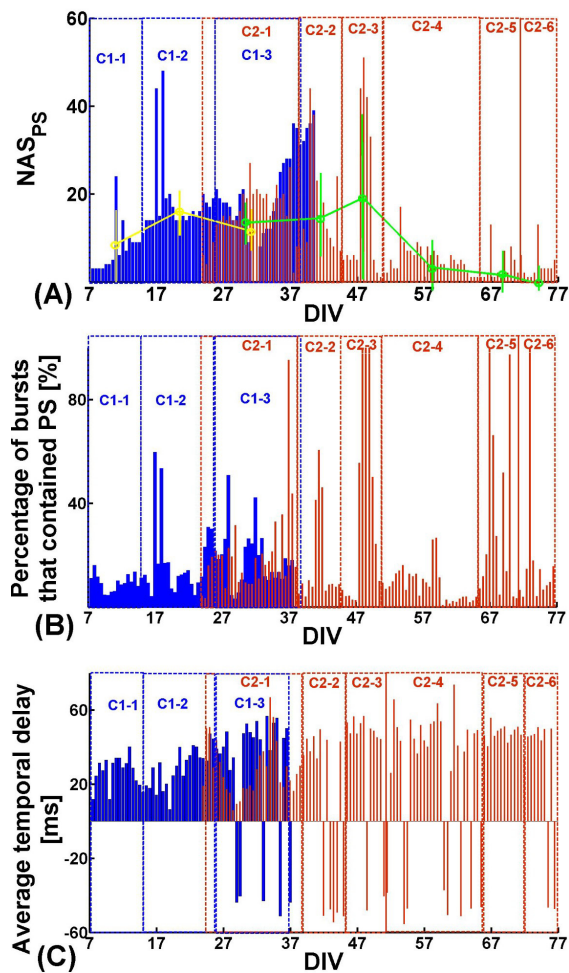 60
40
20
0
NAS_PS
C2-1
C2-2
C2-3
C2-4
C2-5
C2-6
C1-1
C1-2
C1-3
7
17
27
37
47
57
67
77
(A)
DIV
80
40
0
Percentage of bursts
that contained PS [%]
C2-1
C2-2
C2-3
C2-4
C2-5
C2-6
C1-1
C1-2
C1-3
7
17
27
37
47
57
67
77
(B)
DIV
60
20
-20
-60
Average temporal delay
[ms]
C2-1
C2-2
C2-3
C2-4
C2-5
C2-6
C1-1
C1-2
C1-3
7
17
27
37
47
57
67
77
(C)
DIV